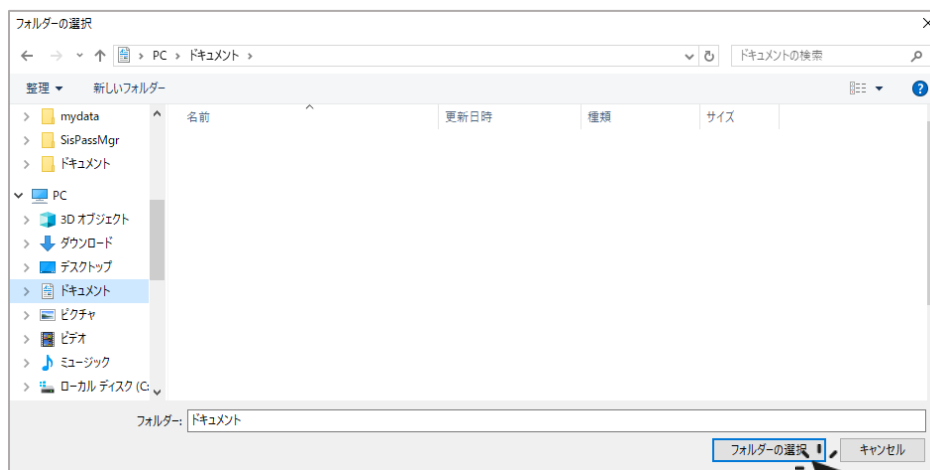 フォルダーの選択
PC > ドキュメント >
ドキュメントの検索
整理 新しいフォルダー
名前 更新日時 種類 サイズ
mydata
SisPassMgr
ドキュメント
PC
3D オブジェクト
ダウンロード
デスクトップ
ドキュメント
ピクチャ
ビデオ
ミュージック
ローカル ディスク (C:
フォルダー: ドキュメント
フォルダーの選択 キャンセル